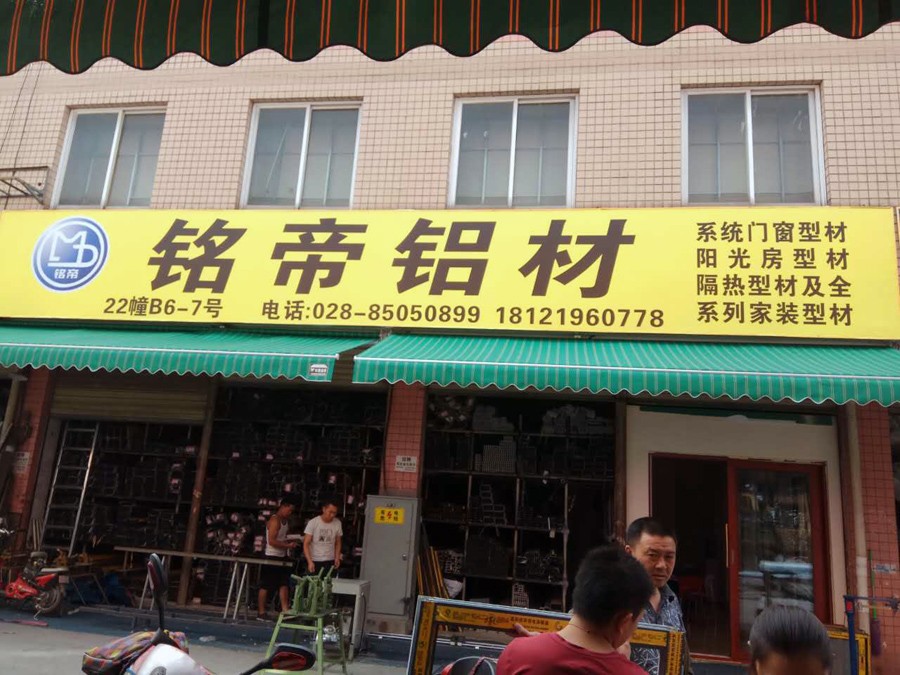 铭帝
铭帝铝材
22幢B6-7号 电话:028-85050899 18121960778
系统门窗型材
阳光房型材
隔热型材及全
系列家装型材